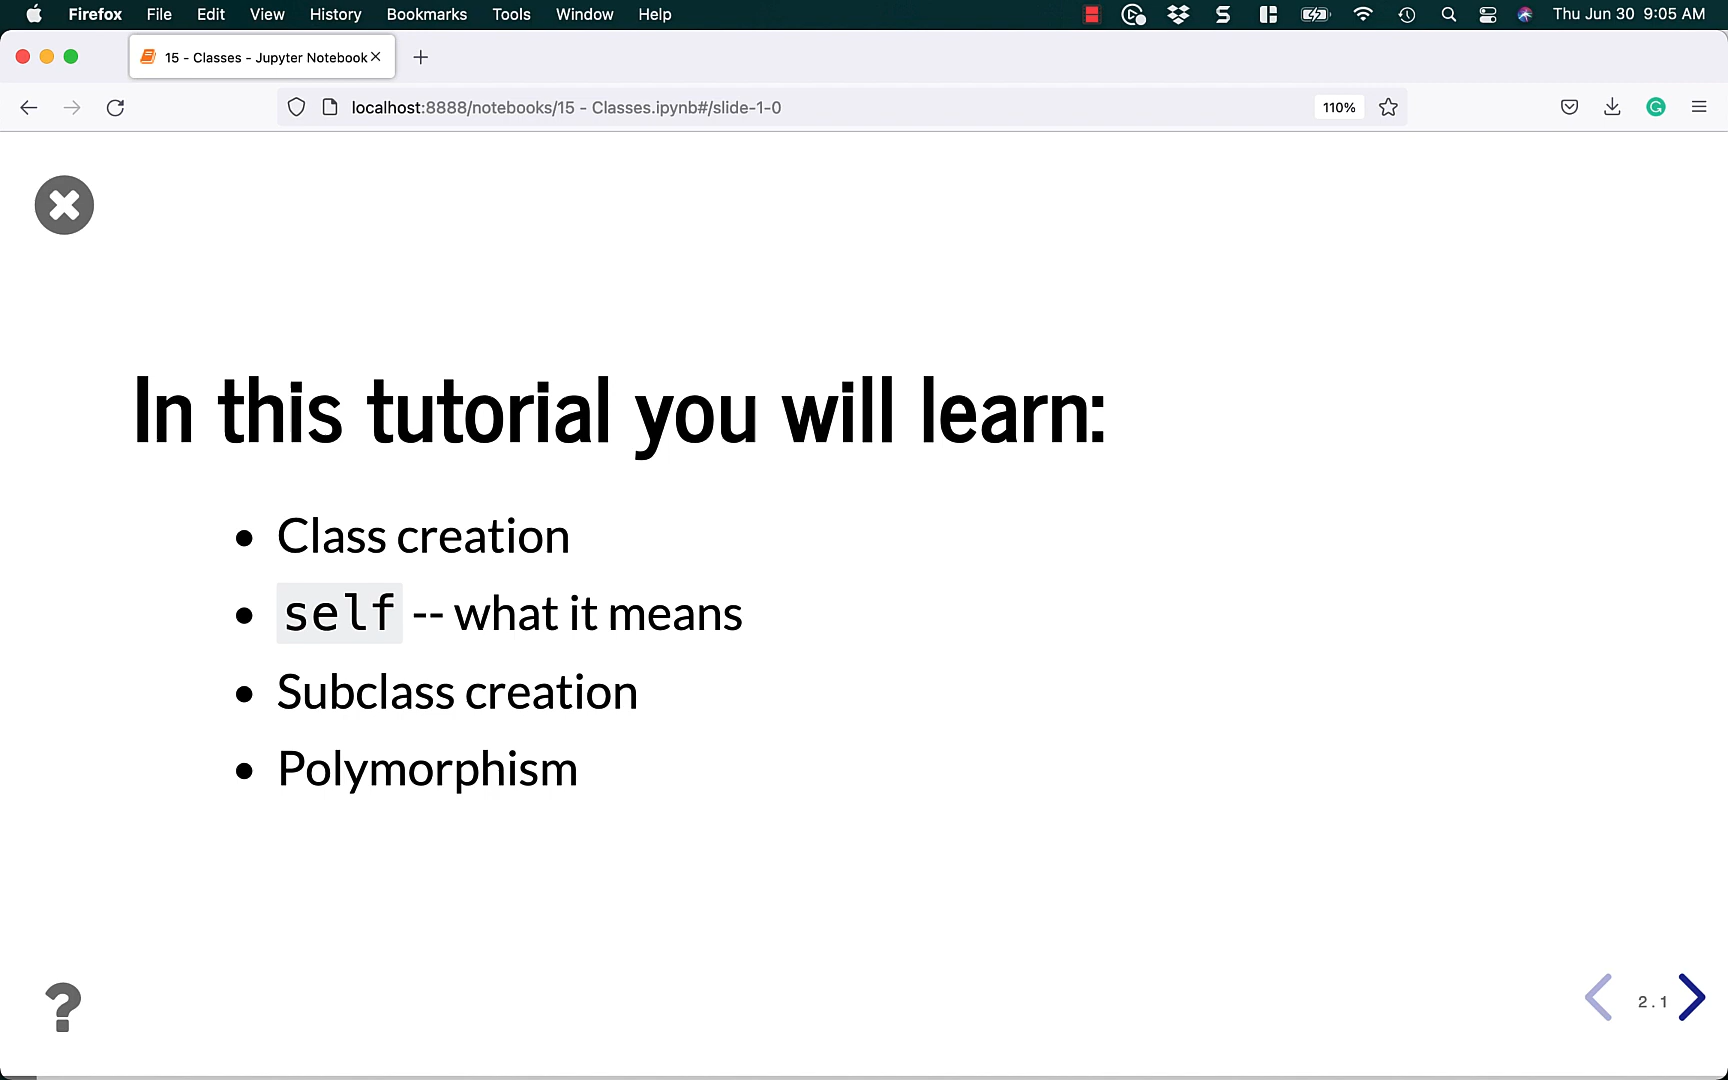 Firefox File Edit View History Bookmarks Tools Window Help Thu Jun 30 9:05 AM
15 - Classes - Jupyter Notebook
localhost:8888/notebooks/15 - Classes.ipynb#/slide-1-0 110%
In this tutorial you will learn:
• Class creation
• self -- what it means
• Subclass creation
• Polymorphism
? 2.1